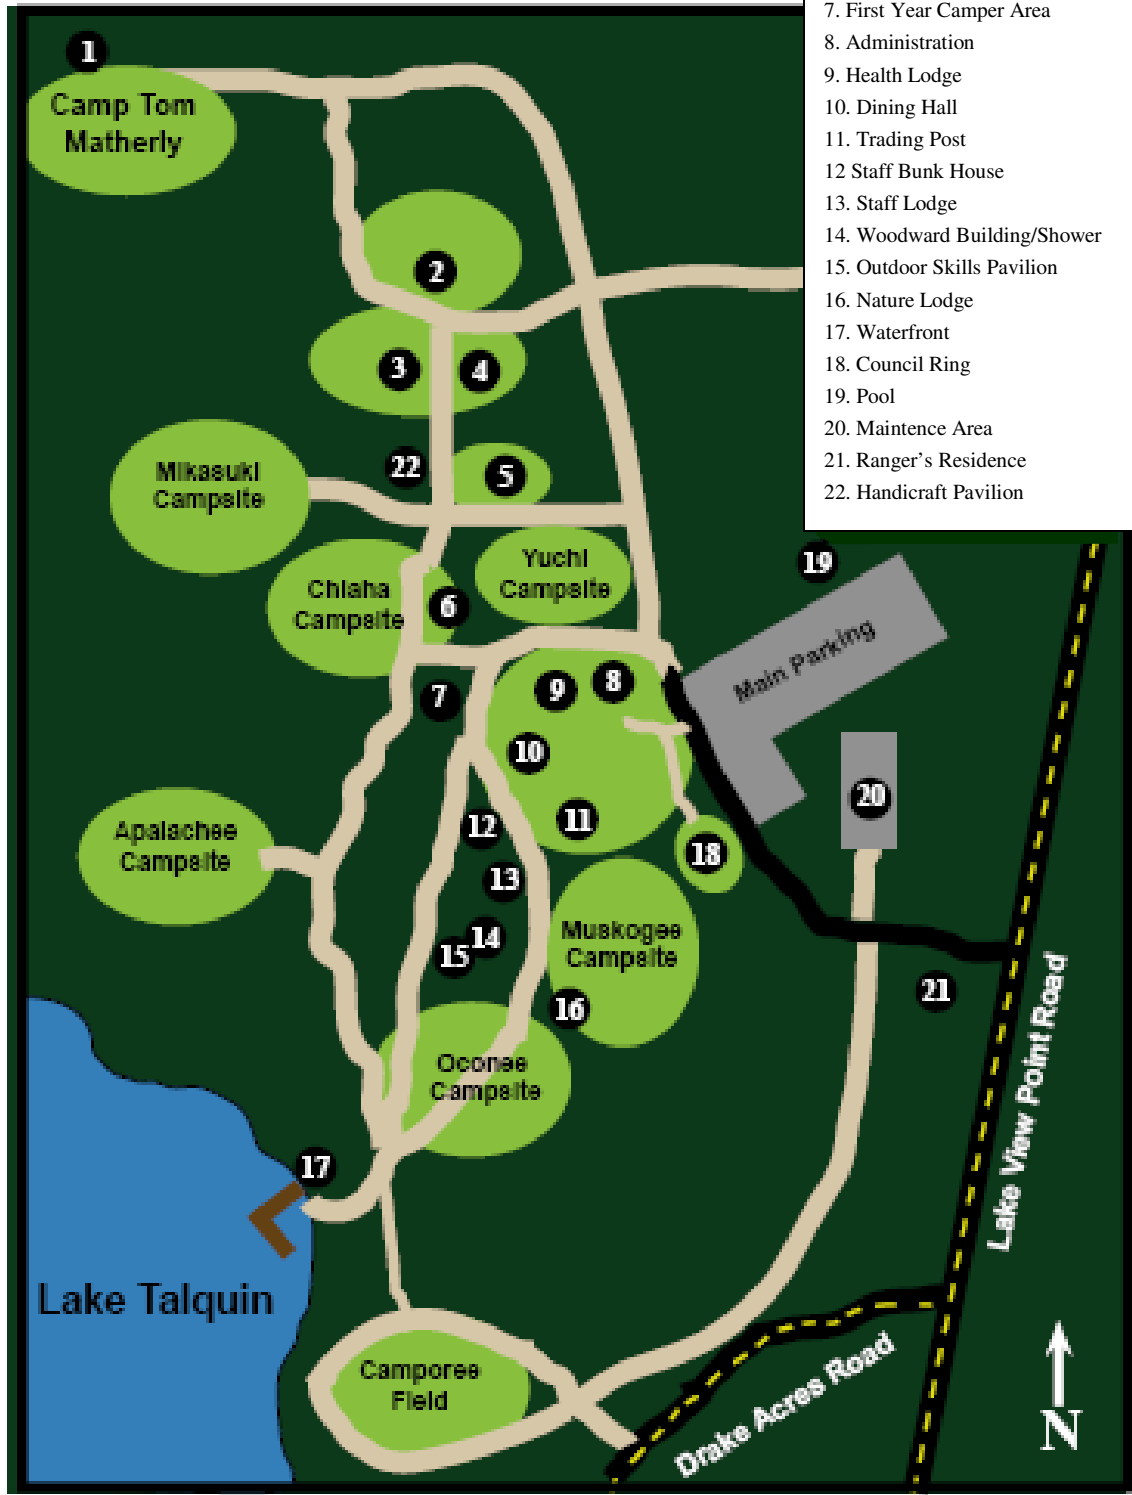 7. First Year Camper Area
8. Administration
9. Health Lodge
10. Dining Hall
11. Trading Post
12 Staff Bunk House
13. Staff Lodge
14. Woodward Building/Shower
15. Outdoor Skills Pavilion
16. Nature Lodge
17. Waterfront
18. Council Ring
19. Pool
20. Maintence Area
21. Ranger's Residence
22. Handicraft Pavilion
1
Camp Tom
Matherly
2
3
4
22
5
Mikasuki
Campsite
Yuchi
Campsite
19
Chiaha
Campsite
6
Main Parking
7
9
8
10
11
12
20
Apalachee
Campsite
18
13
Muskogee
Campsite
14
15
16
21
Oconee
Campsite
Lake View Point Road
17
Lake Talquin
Camporee
Field
Drake Acres Road
N